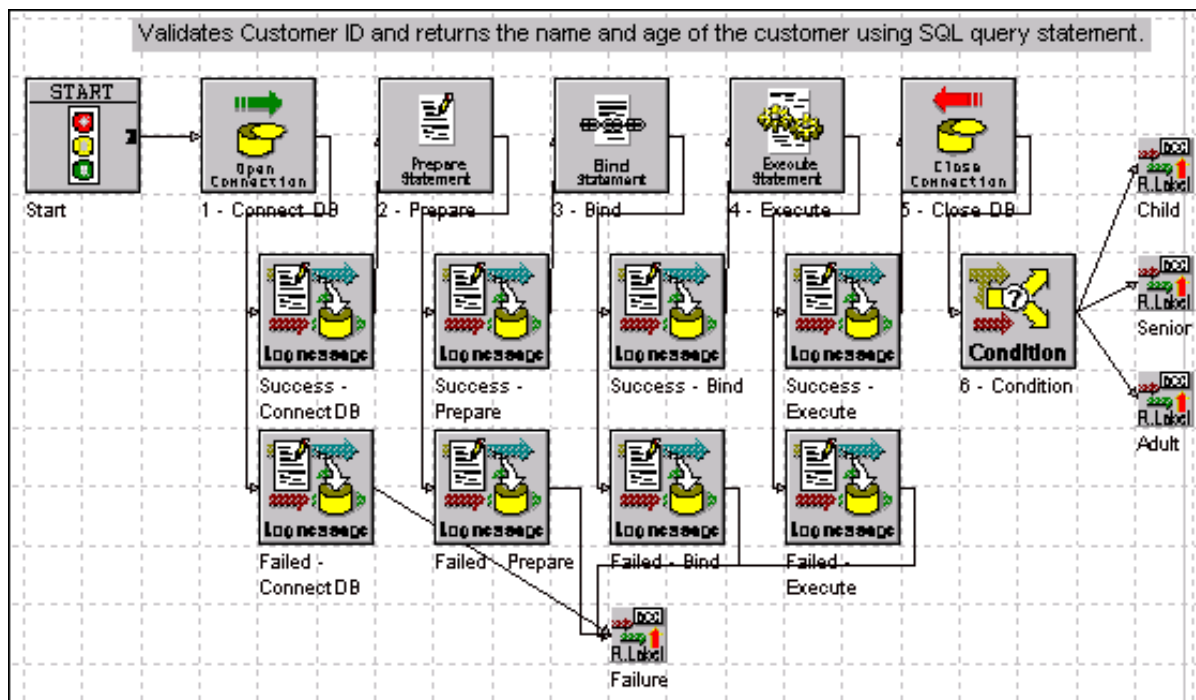 Validates Customer ID and returns the name and age of the customer using SQL query statement.
START
Open
Connection
Prepare
Statement
Bind
Statement
Execute
Statement
Close
Connection
Start
1 - Connect DB
2 - Prepare
3 - Bind
4 - Execute
5 - Close DB
R.Label
Child
R.Label
Senior
R.Label
Adult
Log message
Log message
Log message
Log message
Condition
Success -
Connect DB
Success -
Prepare
Success - Bind
Success -
Execute
6 - Condition
Log message
Log message
Log message
Log message
Failed -
Connect DB
Failed - Prepare
Failed - Bind
Failed -
Execute
R.Label
Failure